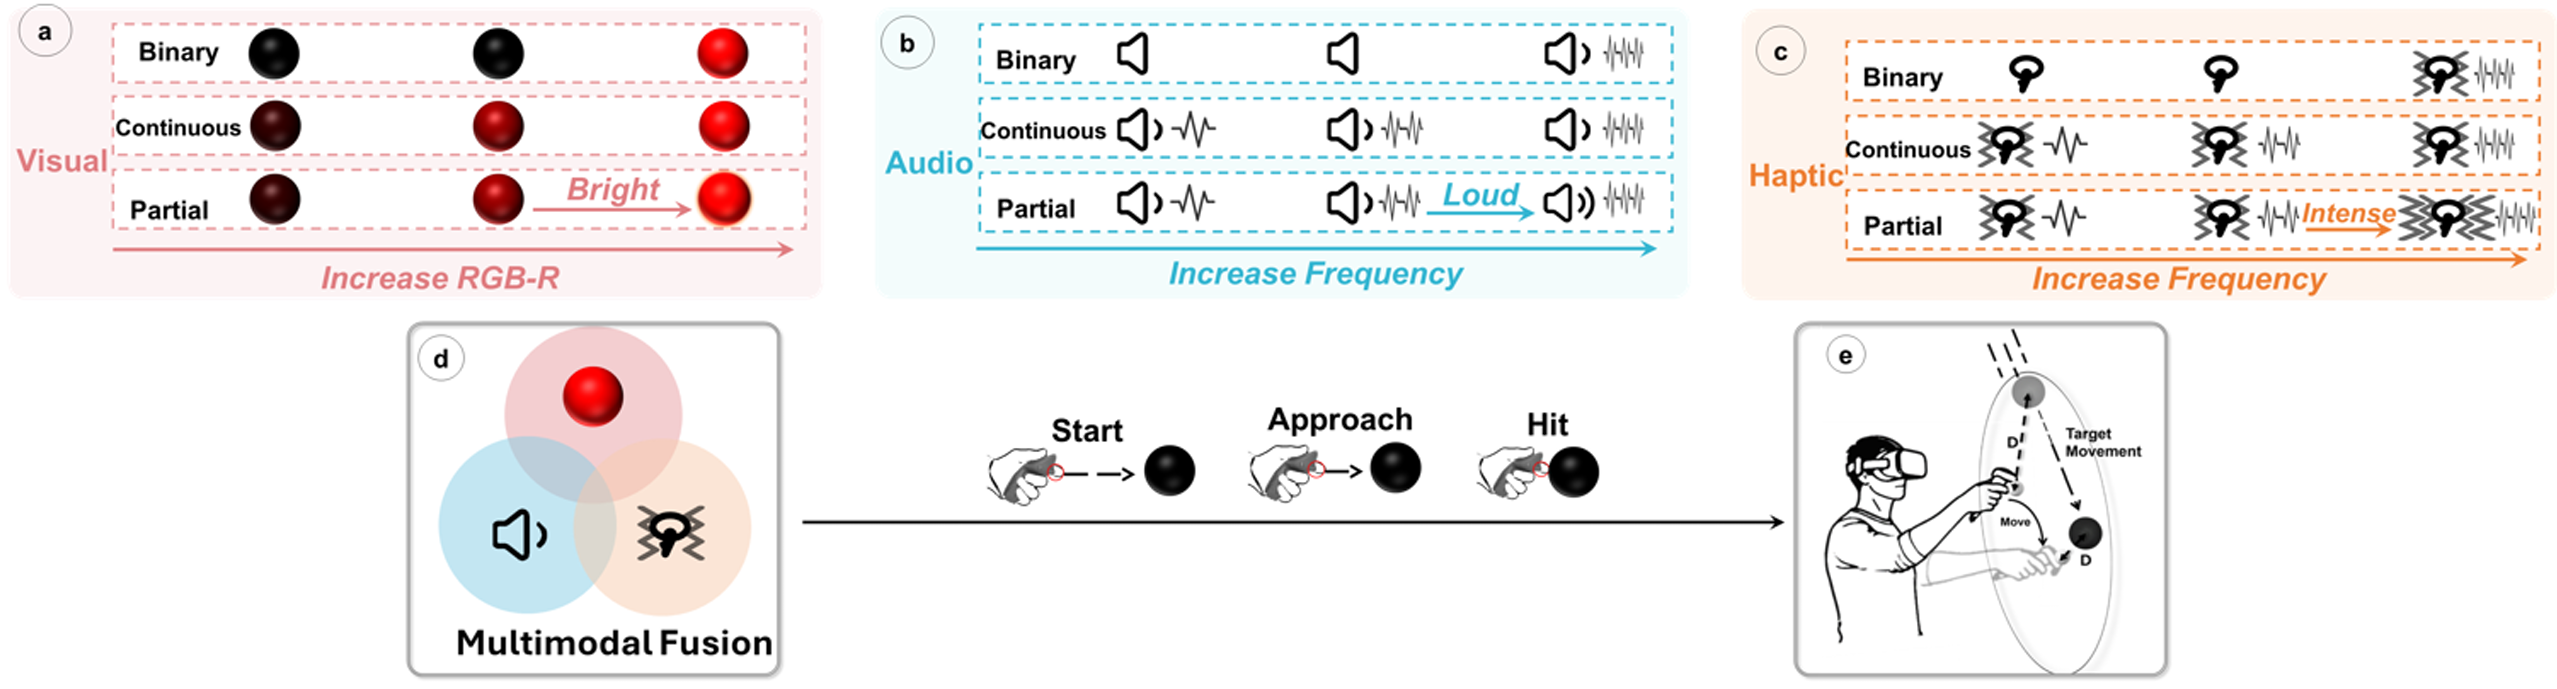 a
Visual
Binary
Continuous
Partial
Bright
Increase RGB-R
b
Audio
Binary
Continuous
Partial
Loud
Increase Frequency
c
Haptic
Binary
Continuous
Partial
Intense
Increase Frequency
d
Multimodal Fusion
Start
Approach
Hit
e
D
Target
Movement
Move
D